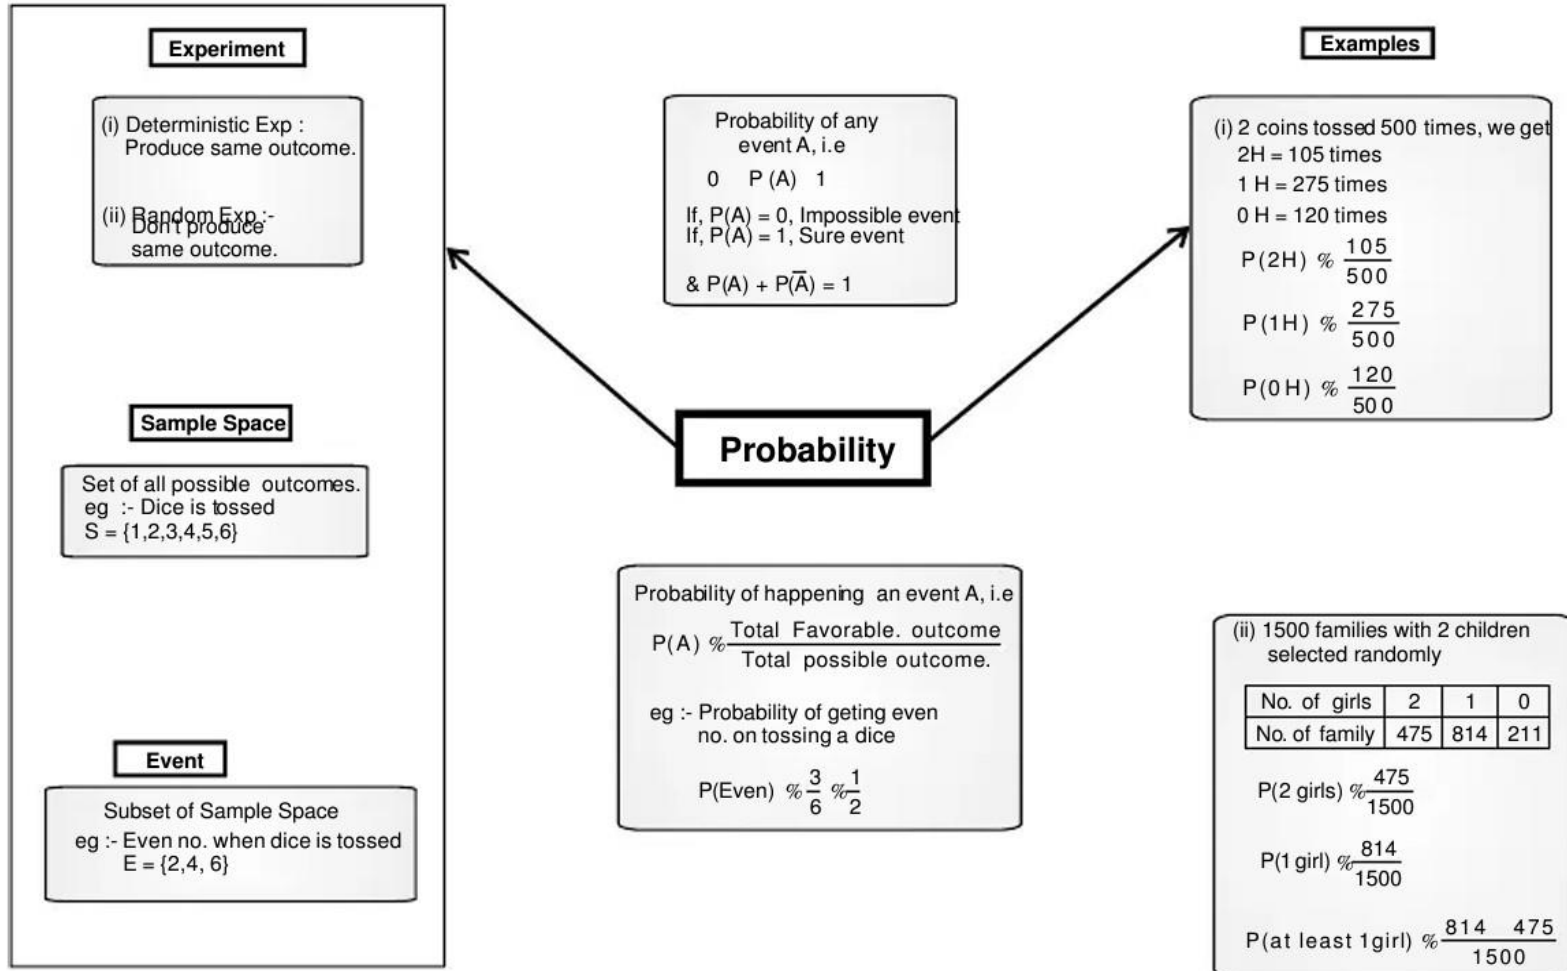 Experiment
(i) Deterministic Exp :
Produce same outcome.
(ii) Random Exp :-
Don't produce
same outcome.
Sample Space
Set of all possible outcomes.
eg :- Dice is tossed
S = {1,2,3,4,5,6}
Event
Subset of Sample Space
eg :- Even no. when dice is tossed
E = {2,4, 6}
Probability of any
event A, i.e
0 P (A) 1
If, P(A) = 0, Impossible event
If, P(A) = 1, Sure event
& P(A) + P(A̅) = 1
Probability
Probability of happening an event A, i.e
P(A) % Total Favorable. outcome
Total possible outcome.
eg :- Probability of geting even
no. on tossing a dice
P(Even) % 3/6 % 1/2
Examples
(i) 2 coins tossed 500 times, we get
2H = 105 times
1 H = 275 times
0 H = 120 times
P(2H) % 105/500
P(1H) % 275/500
P(0H) % 120/500
(ii) 1500 families with 2 children
selected randomly
No. of girls 2 1 0
No. of family 475 814 211
P(2 girls) % 475/1500
P(1 girl) % 814/1500
P(at least 1girl) % 814 475/1500